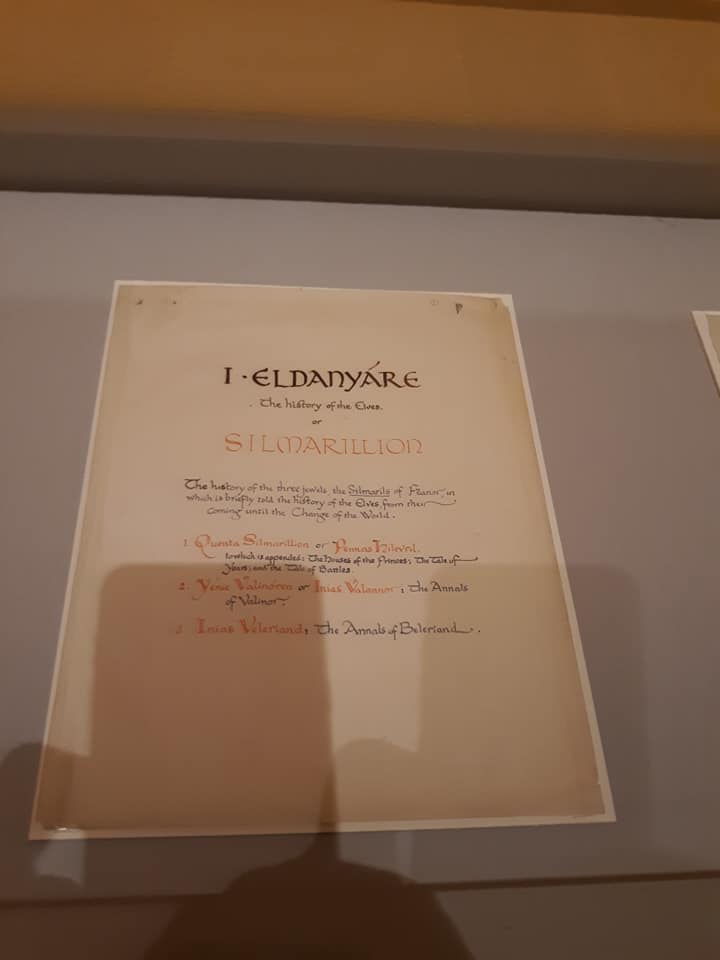 I · ELDANYÁRE
. The history of the Elves.
or
SILMARILLION
The history of the three jewels, the Silmarils of Fëanor, in
which is briefly told the history of the Elves from their
coming until the Change of the World.
1. Quenta Silmarillion or Pennas Hilevril.
to which is appended: The Houses of the Princes; The Tale of
Years; and the Tale of Battles.
2. Yénie Valinóren or Inias Valannor: The Annals
of Valinor.
3. Inias Veleriand: The Annals of Beleriand.